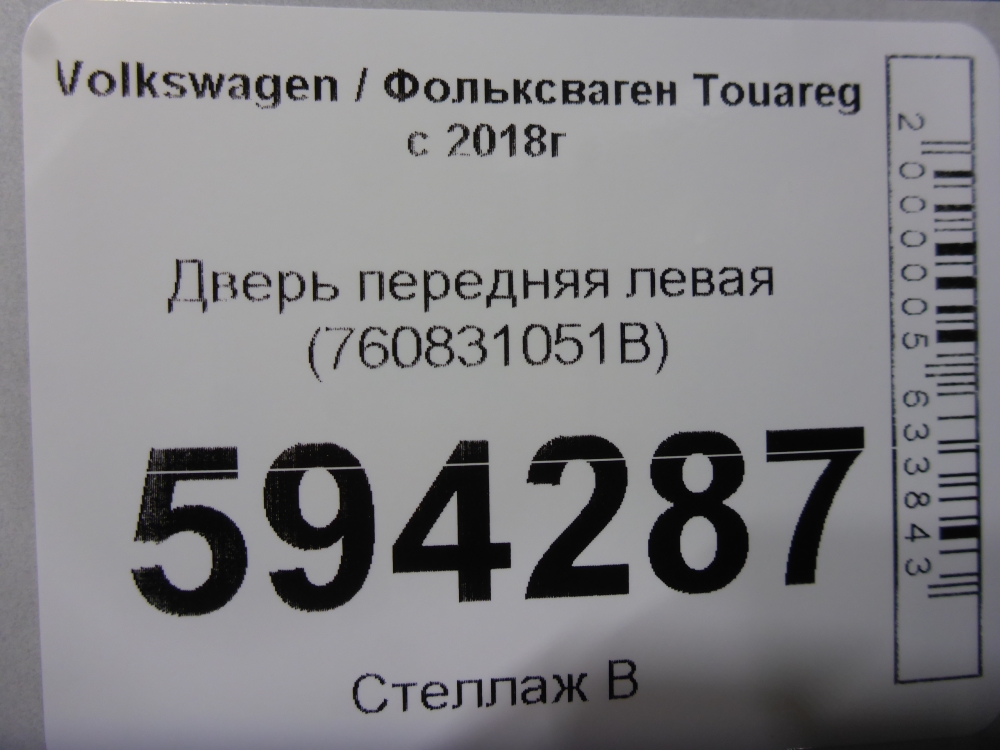 Volkswagen / Фольксваген Touareg
с 2018г
Дверь передняя левая
(760831051B)
594287
Стеллаж В
2000005633843